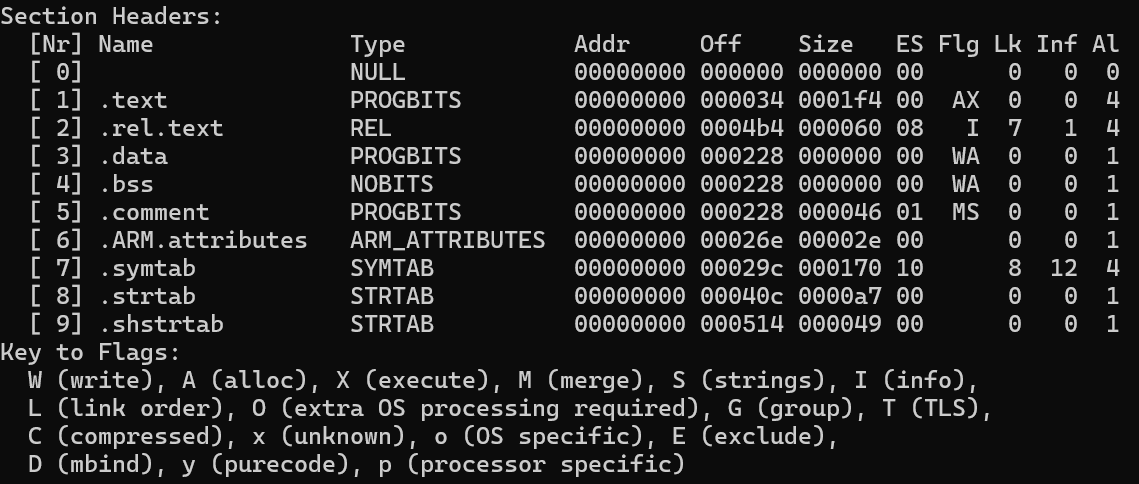 Section Headers:
  [Nr] Name              Type            Addr     Off    Size   ES Flg Lk Inf Al
  [ 0]                   NULL            00000000 000000 000000 00      0   0  0
  [ 1] .text             PROGBITS        00000000 000034 0001f4 00  AX  0   0  4
  [ 2] .rel.text         REL             00000000 0004b4 000060 08   I  7   1  4
  [ 3] .data             PROGBITS        00000000 000228 000000 00  WA  0   0  1
  [ 4] .bss              NOBITS          00000000 000228 000000 00  WA  0   0  1
  [ 5] .comment          PROGBITS        00000000 000228 000046 01  MS  0   0  1
  [ 6] .ARM.attributes   ARM_ATTRIBUTES  00000000 00026e 00002e 00      0   0  1
  [ 7] .symtab           SYMTAB          00000000 00029c 000170 10      8  12  4
  [ 8] .strtab           STRTAB          00000000 00040c 0000a7 00      0   0  1
  [ 9] .shstrtab         STRTAB          00000000 000514 000049 00      0   0  1
Key to Flags:
  W (write), A (alloc), X (execute), M (merge), S (strings), I (info),
  L (link order), O (extra OS processing required), G (group), T (TLS),
  C (compressed), x (unknown), o (OS specific), E (exclude),
  D (mbind), y (purecode), p (processor specific)